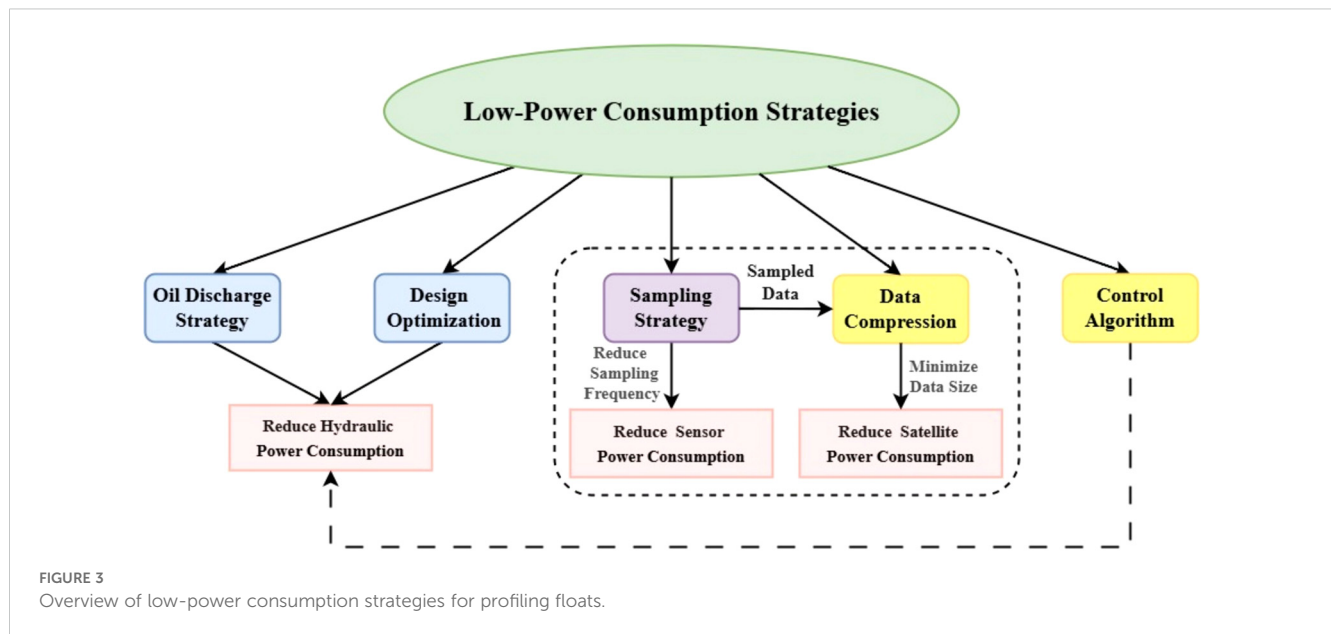 Low-Power Consumption Strategies
Oil Discharge
Strategy
Design
Optimization
Sampling
Strategy
Sampled
Data
Data
Compression
Control
Algorithm
Reduce
Sampling
Frequency
Minimize
Data Size
Reduce Hydraulic
Power Consumption
Reduce Sensor
Power Consumption
Reduce Satellite
Power Consumption
FIGURE 3
Overview of low-power consumption strategies for profiling floats.